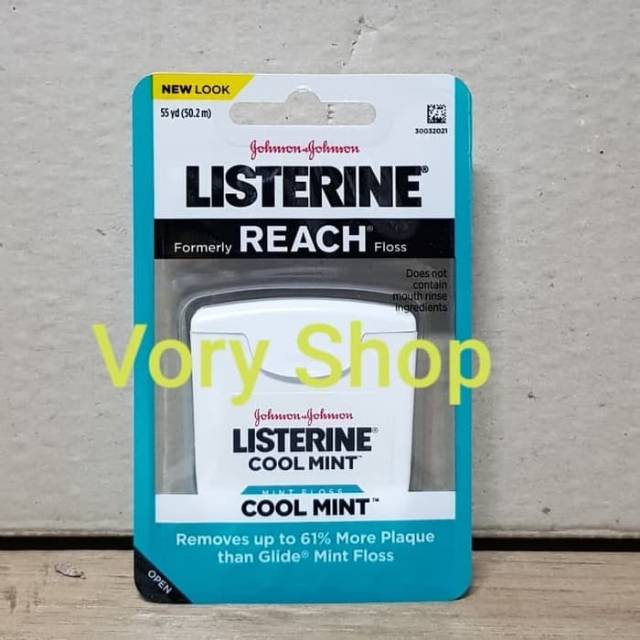 NEW LOOK
55 yd (50.2 m)
30032021
Johnson & Johnson
LISTERINE®
Formerly REACH® Floss
Does not
contain
mouth rinse
ingredients
Vory Shop
Johnson & Johnson
LISTERINE®
COOL MINT™
MINT FLOSS
COOL MINT™
Removes up to 61% More Plaque
than Glide® Mint Floss
OPEN